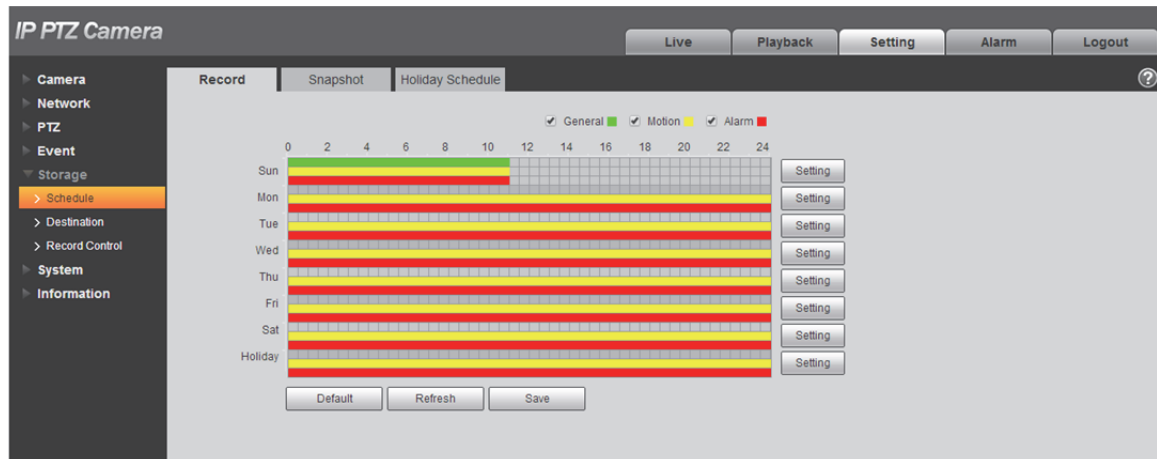 IP PTZ Camera
Live Playback Setting Alarm Logout
Camera
Network
PTZ
Event
Storage
Schedule
Destination
Record Control
System
Information
Record Snapshot Holiday Schedule ?
General Motion Alarm
0 2 4 6 8 10 12 14 16 18 20 22 24
Sun Setting
Mon Setting
Tue Setting
Wed Setting
Thu Setting
Fri Setting
Sat Setting
Holiday Setting
Default Refresh Save